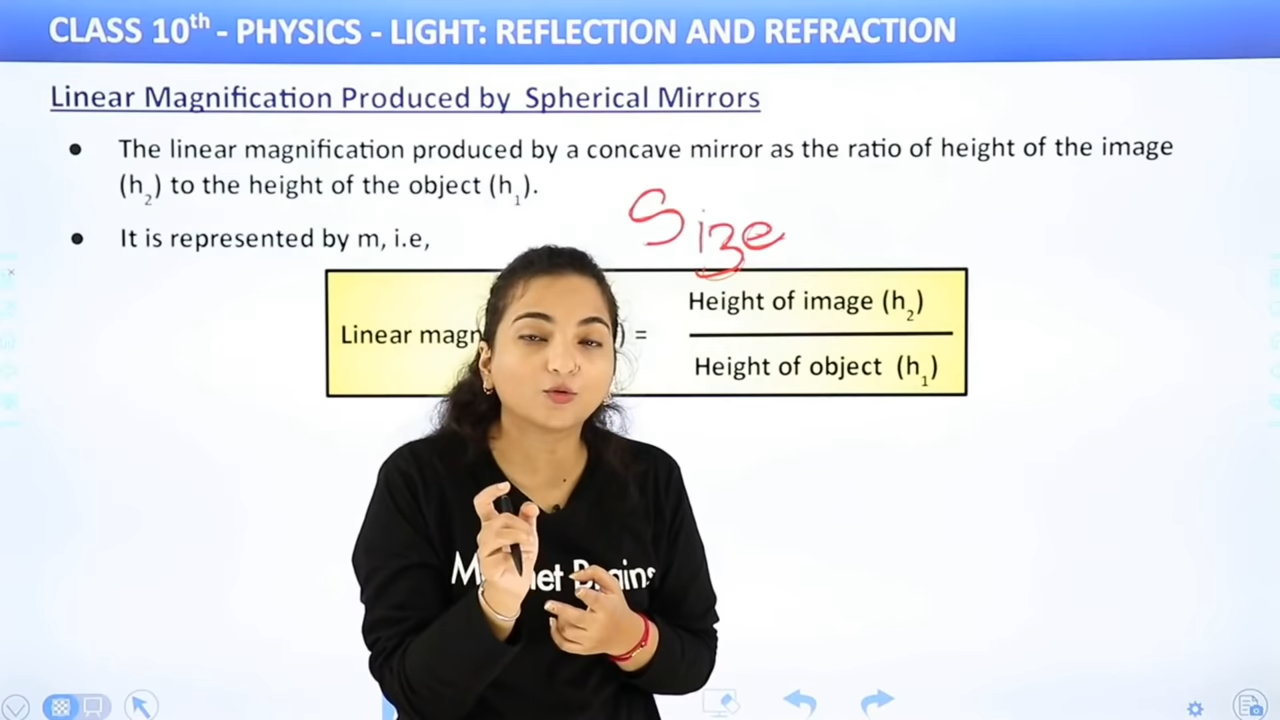 CLASS 10th - PHYSICS - LIGHT: REFLECTION AND REFRACTION
Linear Magnification Produced by Spherical Mirrors
● The linear magnification produced by a concave mirror as the ratio of height of the image
(h2) to the height of the object (h1).
● It is represented by m, i.e,
Size
Height of image (h2)
Linear magn ) =
Height of object (h1)